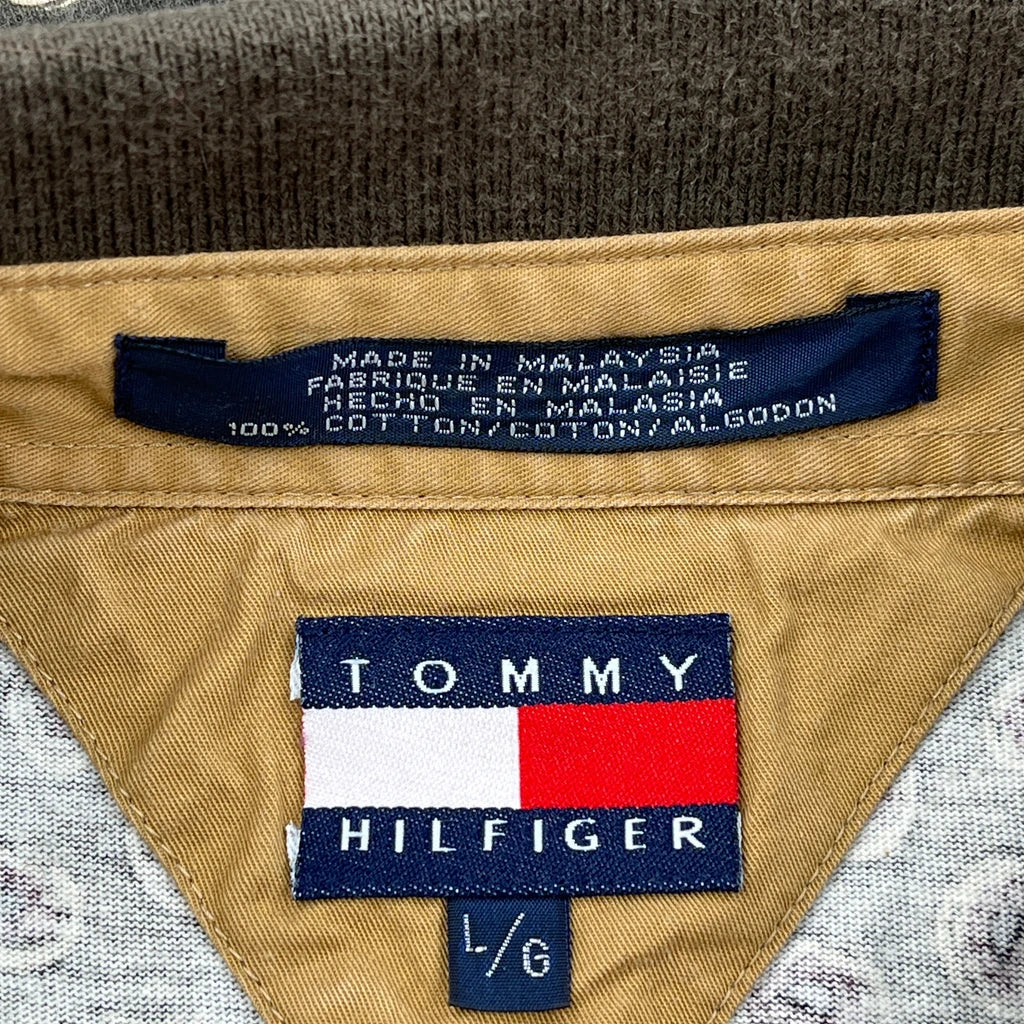 MADE IN MALAYSIA
FABRIQUE EN MALAISIE
HECHO EN MALASIA
100% COTTON/COTON/ALGODON
TOMMY
HILFIGER
L/G